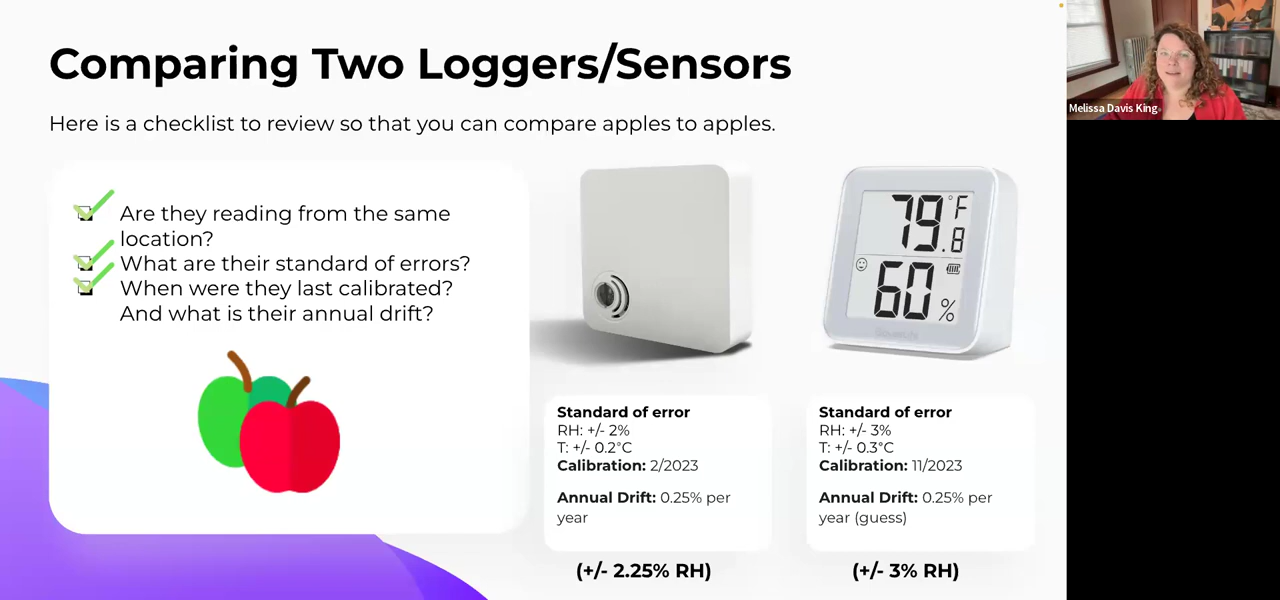 Comparing Two Loggers/Sensors
Here is a checklist to review so that you can compare apples to apples.
Are they reading from the same
location?
What are their standard of errors?
When were they last calibrated?
And what is their annual drift?
79.8 °F
60 %
Standard of error
RH: +/- 2%
T: +/- 0.2°C
Calibration: 2/2023
Annual Drift: 0.25% per
year
(+/- 2.25% RH)
Standard of error
RH: +/- 3%
T: +/- 0.3°C
Calibration: 11/2023
Annual Drift: 0.25% per
year (guess)
(+/- 3% RH)
Melissa Davis King